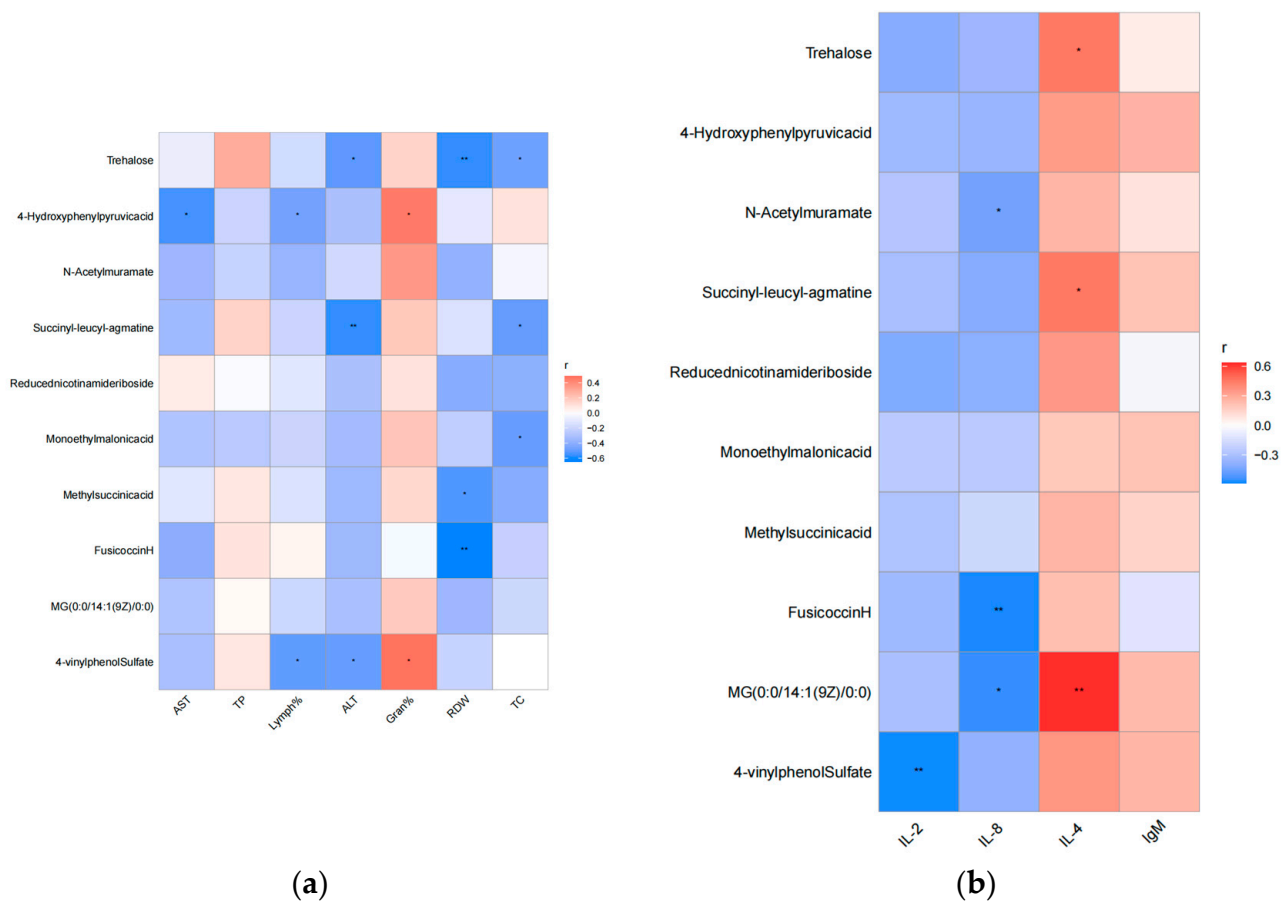 Trehalose
* ** *
4-Hydroxyphenylpyruvicacid
* * *
N-Acetylmuramate
Succinyl-leucyl-agmatine
** *
Reducednicotinamideriboside
Monoethylmalonicacid
*
Methylsuccinicacid
*
FusicoccinH
**
MG(0:0/14:1(9Z)/0:0)
4-vinylphenolSulfate
* * *
AST TP Lymph% ALT Gran% RDW TC
r
0.4
0.2
0.0
−0.2
−0.4
−0.6
(a)
Trehalose
*
4-Hydroxyphenylpyruvicacid
N-Acetylmuramate
*
Succinyl-leucyl-agmatine
*
Reducednicotinamideriboside
Monoethylmalonicacid
Methylsuccinicacid
FusicoccinH
**
MG(0:0/14:1(9Z)/0:0)
* **
4-vinylphenolSulfate
**
IL-2 IL-8 IL-4 IgM
r
0.6
0.3
0.0
−0.3
(b)